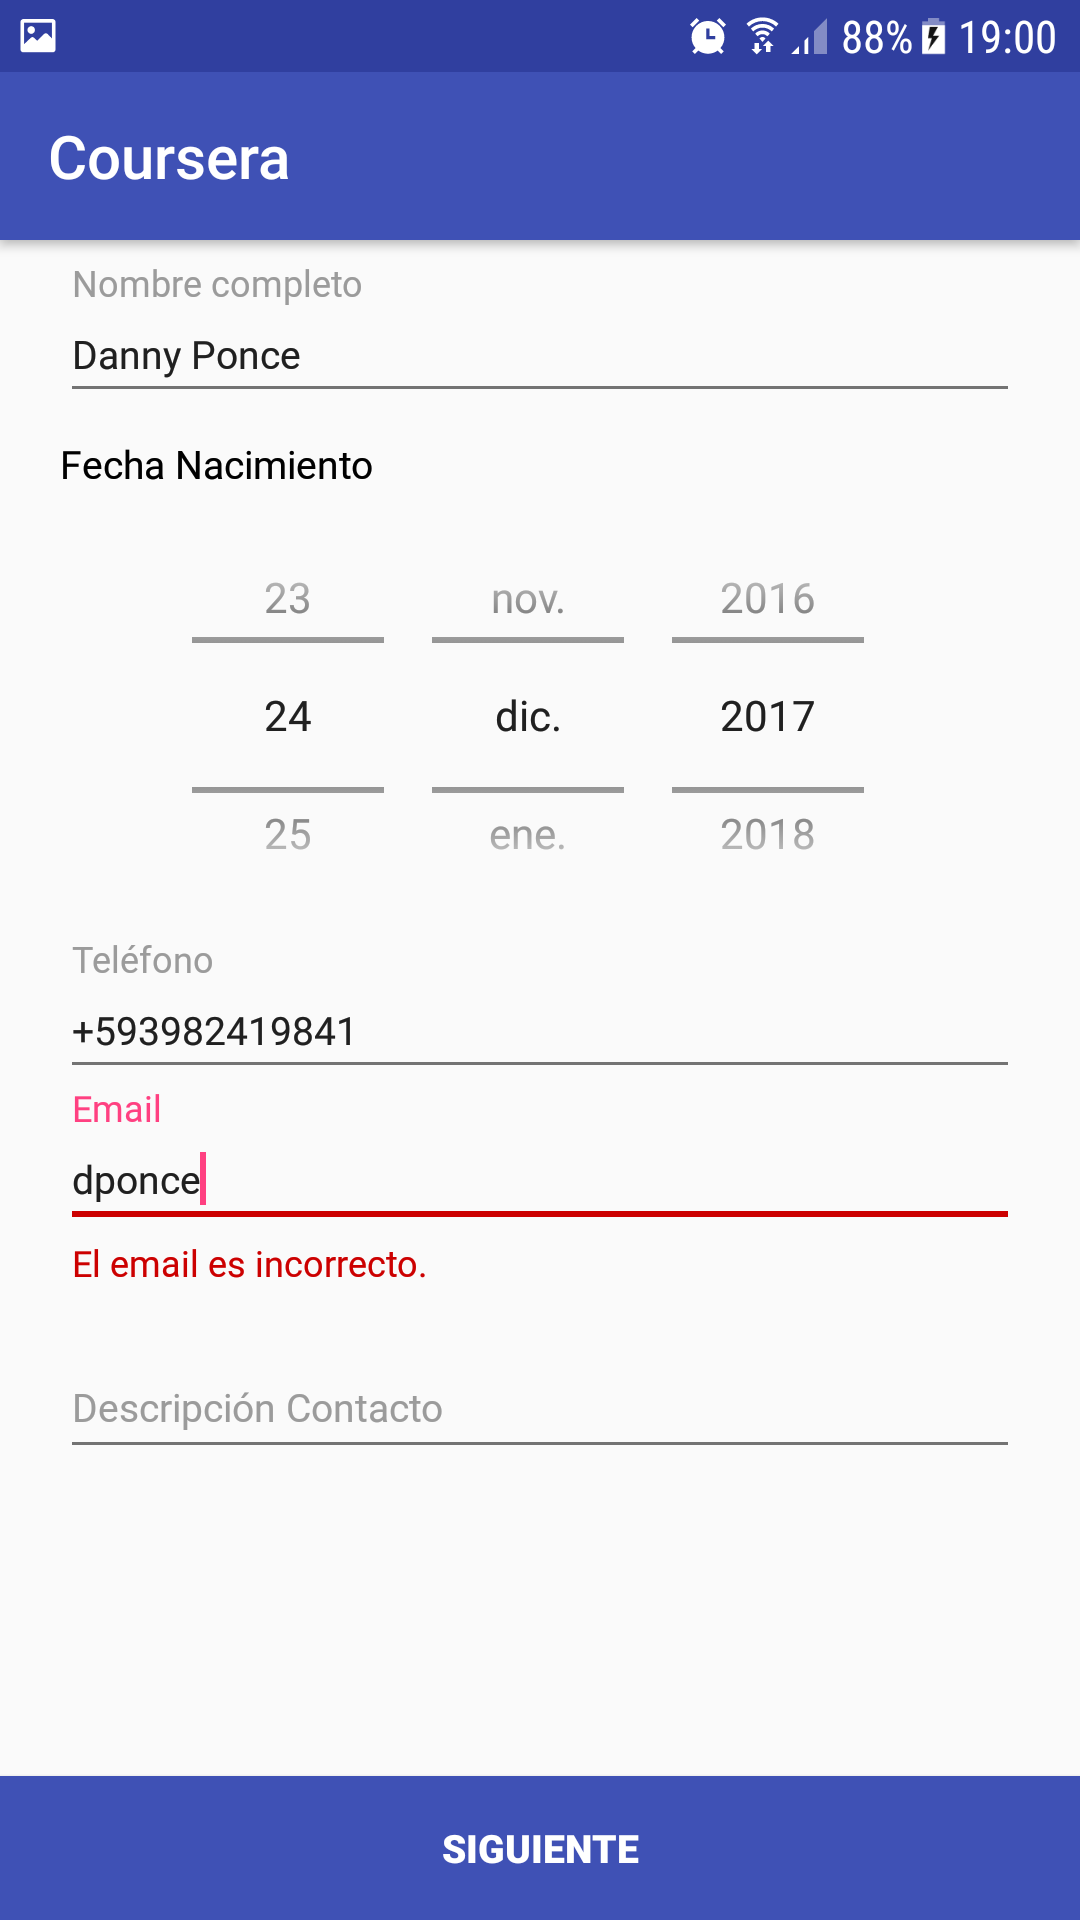 88% 19:00
Coursera
Nombre completo
Danny Ponce
Fecha Nacimiento
23 nov. 2016
24 dic. 2017
25 ene. 2018
Teléfono
+593982419841
Email
dponce
El email es incorrecto.
Descripción Contacto
SIGUIENTE